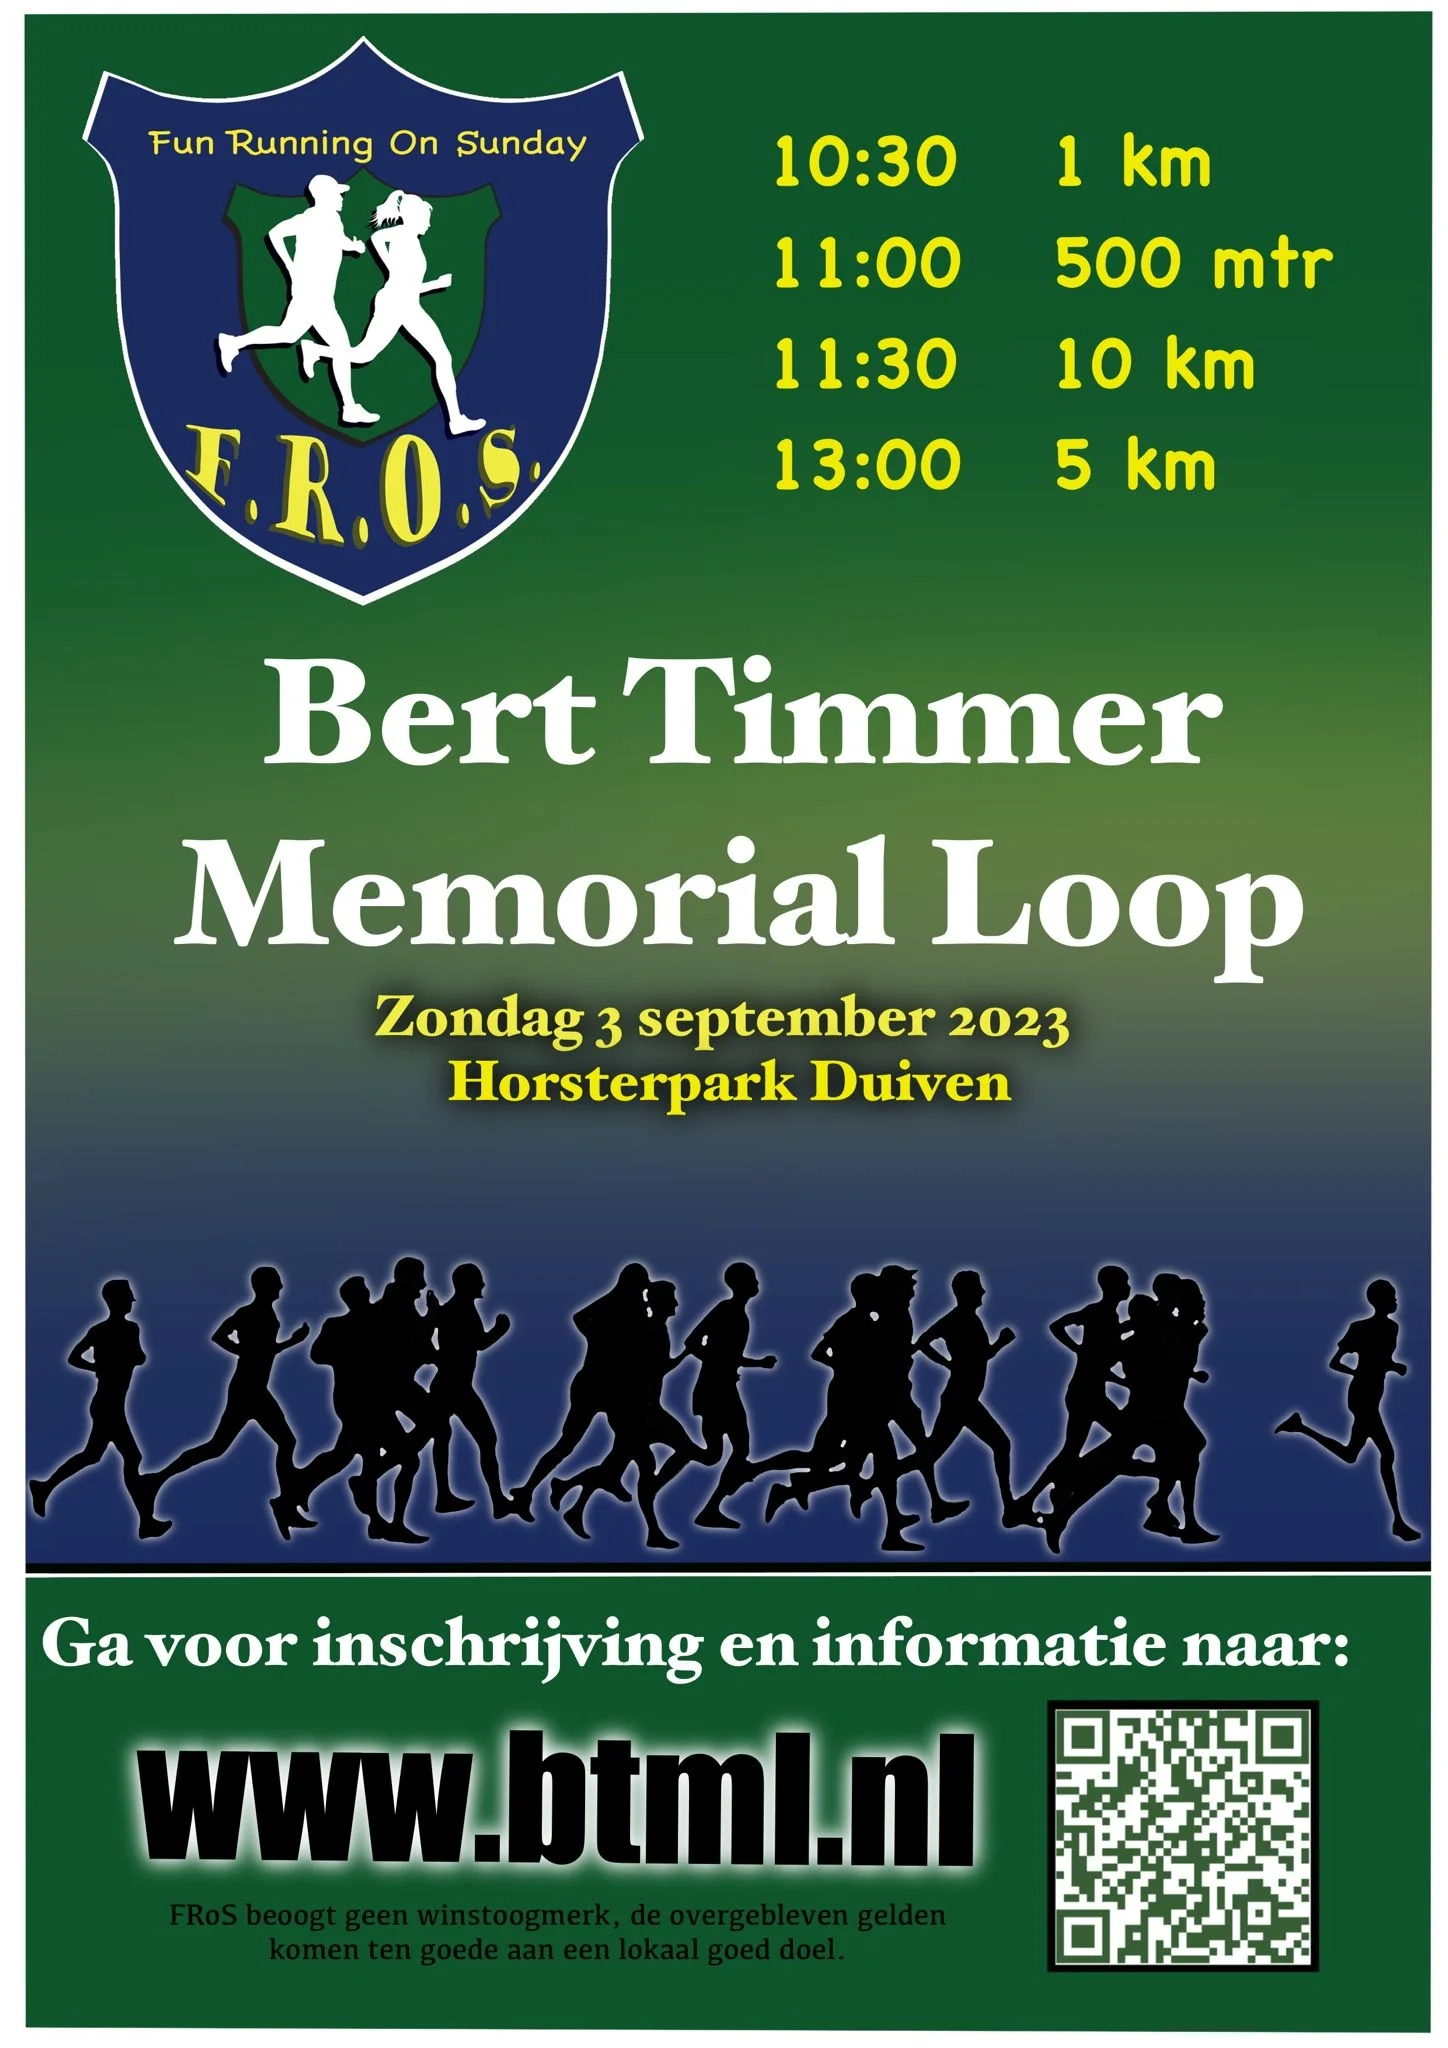 Fun Running On Sunday
F.R.O.S.
10:30 1 km
11:00 500 mtr
11:30 10 km
13:00 5 km
Bert Timmer
Memorial Loop
Zondag 3 september 2023
Horsterpark Duiven
Ga voor inschrijving en informatie naar:
www.btml.nl
FRoS beoogt geen winstoogmerk, de overgebleven gelden
komen ten goede aan een lokaal goed doel.